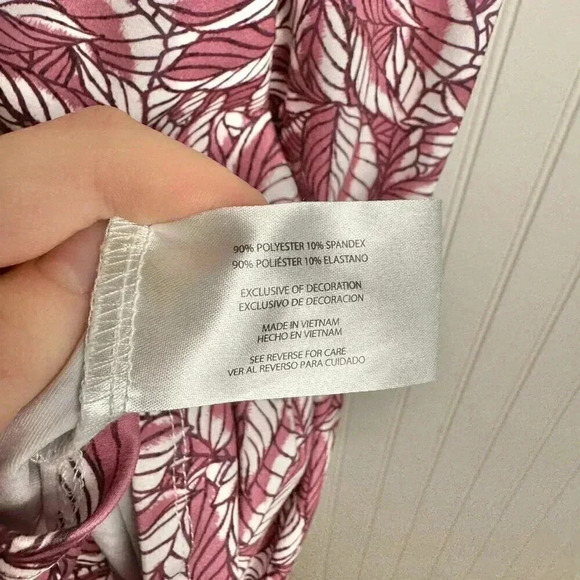 90% POLYESTER 10% SPANDEX
90% POLIÉSTER 10% ELASTANO
EXCLUSIVE OF DECORATION
EXCLUSIVO DE DECORACION
MADE IN VIETNAM
HECHO EN VIETNAM
SEE REVERSE FOR CARE
VER AL REVERSO PARA CUIDADO